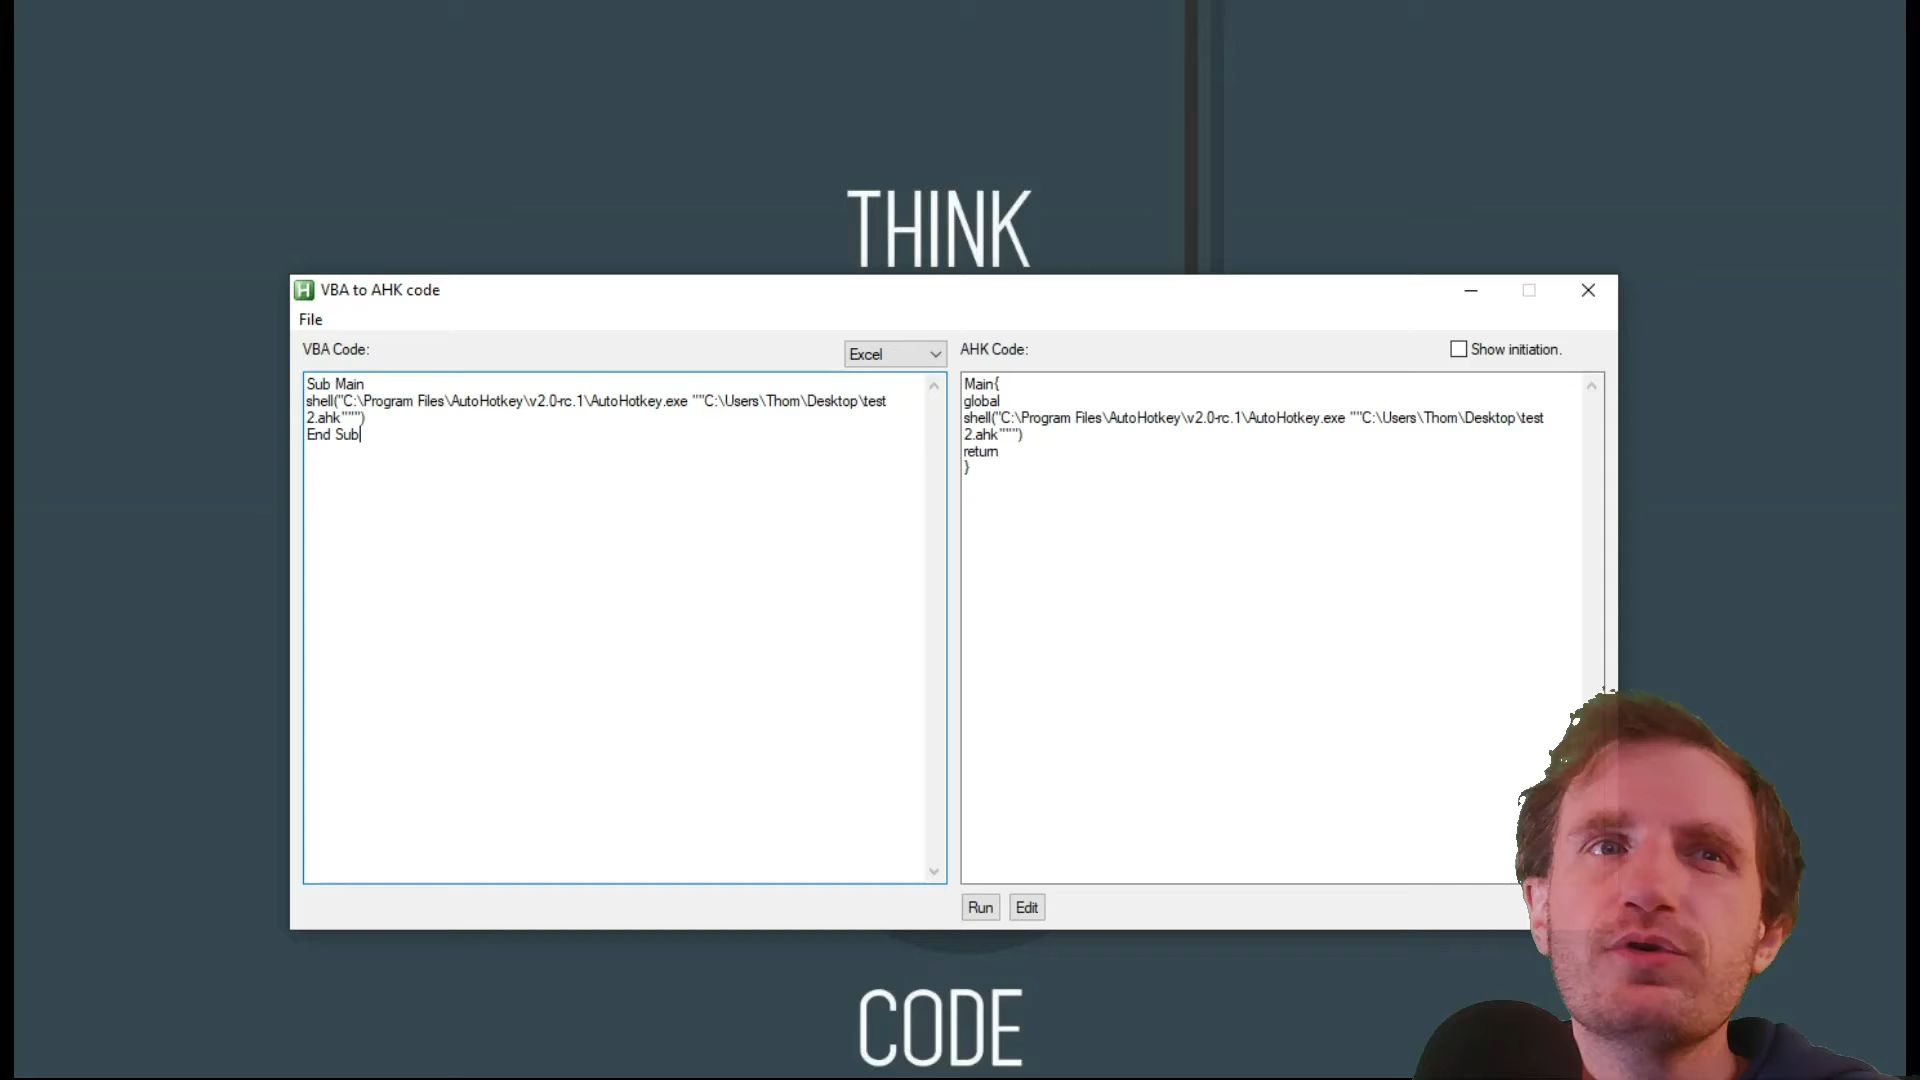 THINK
VBA to AHK code
File
VBA Code:
Excel
AHK Code:
Show initiation.
Sub Main
shell("C:\Program Files\AutoHotkey\v2.0-rc.1\AutoHotkey.exe ""C:\Users\Thom\Desktop\test
2.ahk""")
End Sub
Main{
global
shell("C:\Program Files\AutoHotkey\v2.0-rc.1\AutoHotkey.exe ""C:\Users\Thom\Desktop\test
2.ahk""")
return
}
Run
Edit
CODE